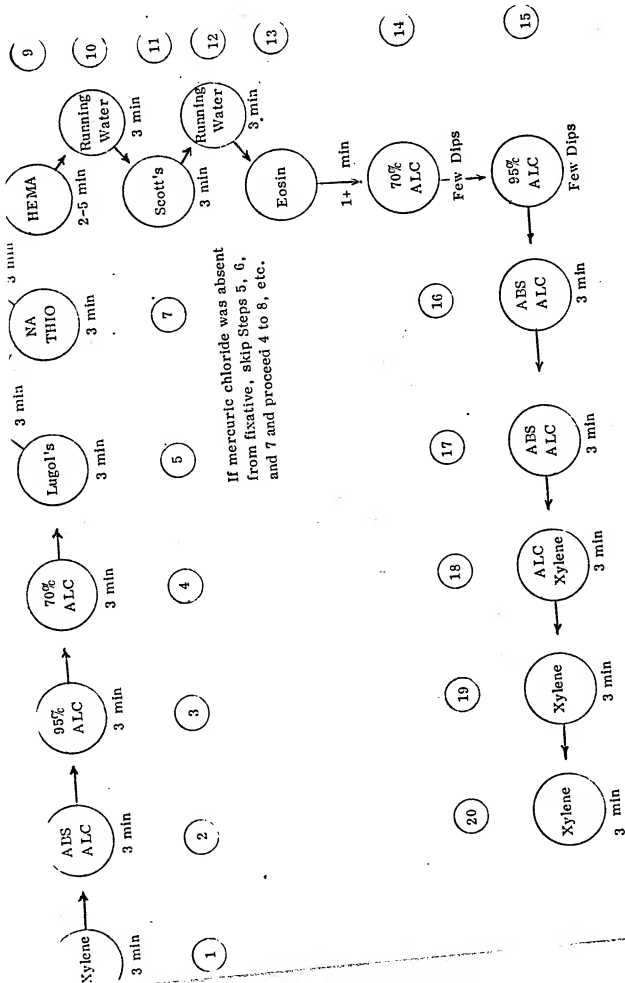 Xylene
3 min
1
ABS
ALC
3 min
2
95%
ALC
3 min
3
70%
ALC
3 min
4
3 min
Lugol's
3 min
5
NA
THIO
3 min
7
3 min
HEMA
2-5 min
9
Running
Water
3 min
10
Scott's
3 min
11
Running
Water
3 min.
12
Eosin
1+ min
13
70%
ALC
Few Dips
14
95%
ALC
Few Dips
15
If mercuric chloride was absent
from fixative, skip Steps 5, 6,
and 7 and proceed 4 to 8, etc.
ABS
ALC
3 min
16
ABS
ALC
3 min
17
ALC
Xylene
3 min
18
Xylene
3 min
19
Xylene
3 min
20